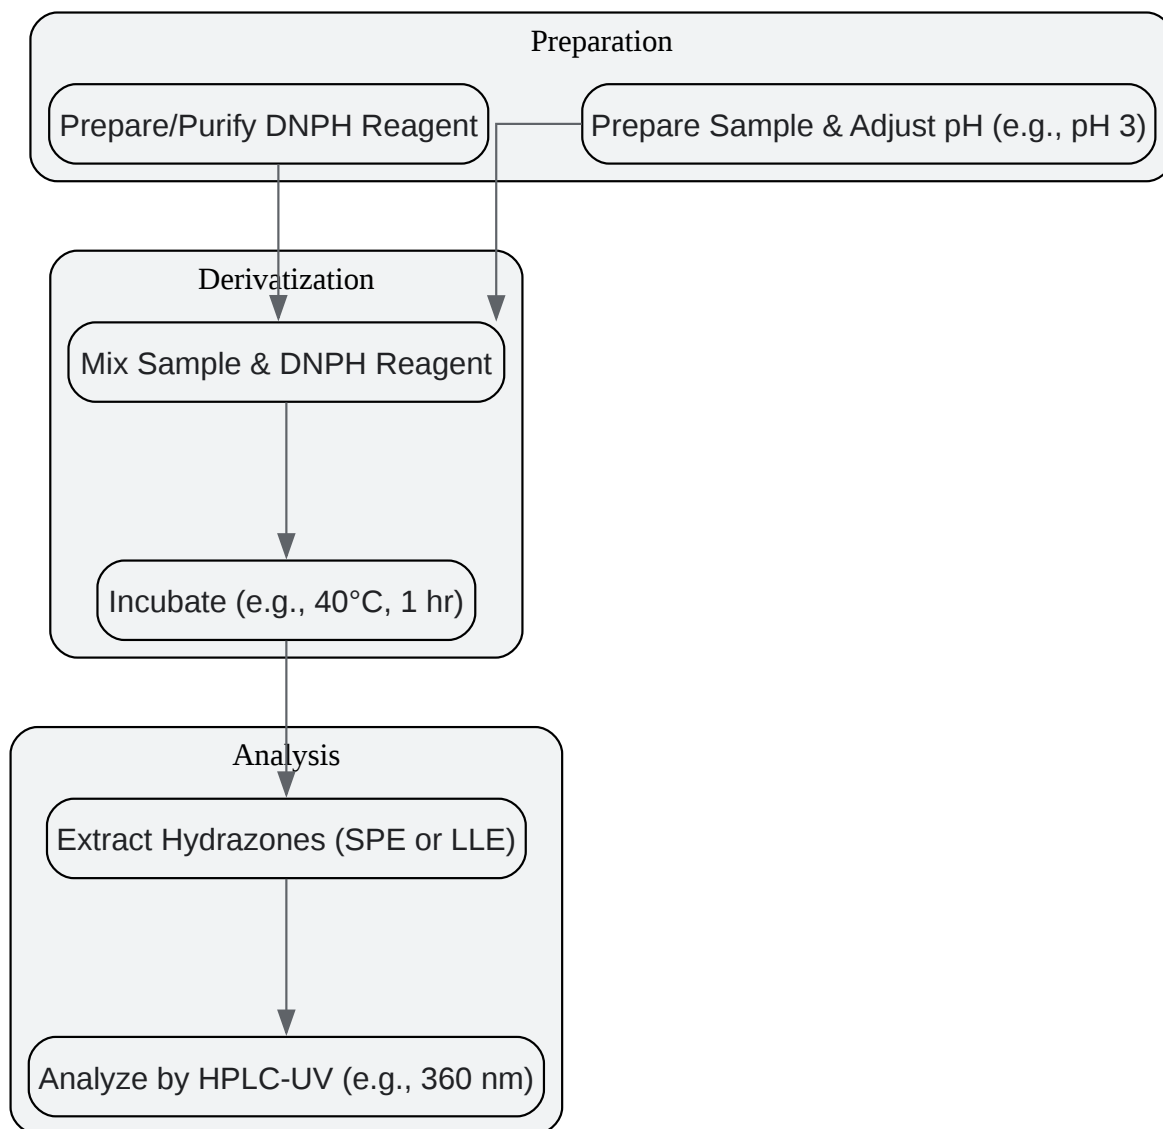 Preparation
Prepare/Purify DNPH Reagent
Prepare Sample & Adjust pH (e.g., pH 3)
Derivatization
Mix Sample & DNPH Reagent
Incubate (e.g., 40°C, 1 hr)
Analysis
Extract Hydrazones (SPE or LLE)
Analyze by HPLC-UV (e.g., 360 nm)